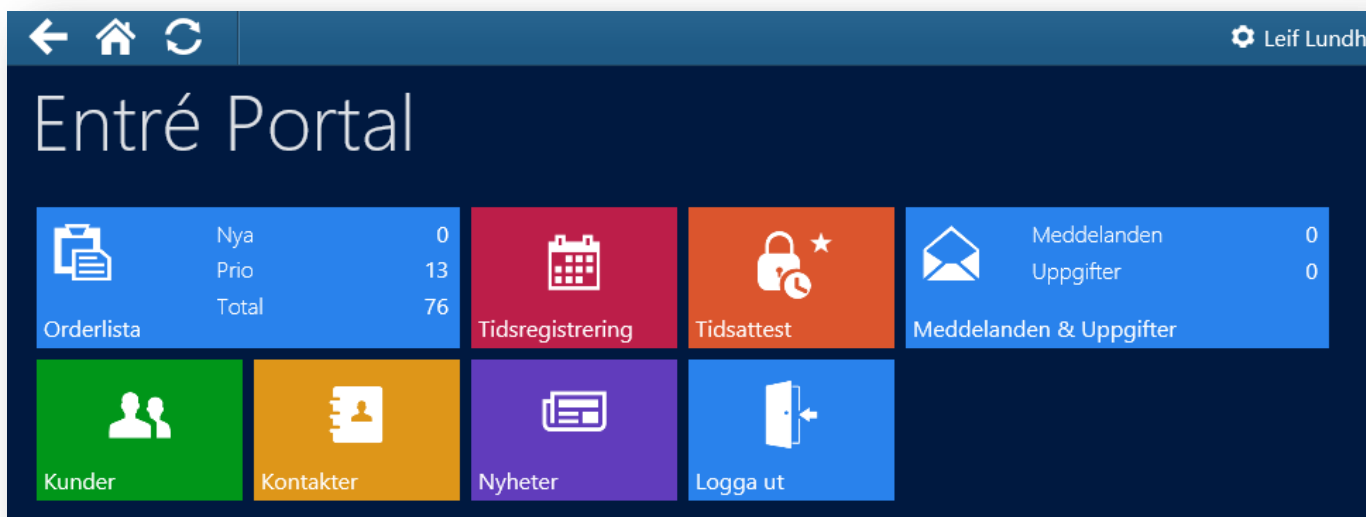 Leif Lundh
Entré Portal
Nya 0
Prio 13
Total 76
Orderlista
Tidsregistrering
Tidsattest
Meddelanden 0
Uppgifter 0
Meddelanden & Uppgifter
Kunder
Kontakter
Nyheter
Logga ut